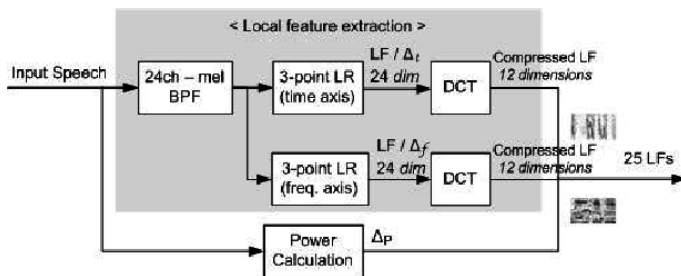 < Local feature extraction >
Input Speech
24ch – mel
BPF
3-point LR
(time axis)
LF / Δt
24 dim
DCT
Compressed LF
12 dimensions
3-point LR
(freq. axis)
LF / Δf
24 dim
DCT
Compressed LF
12 dimensions
25 LFs
Power
Calculation
ΔP